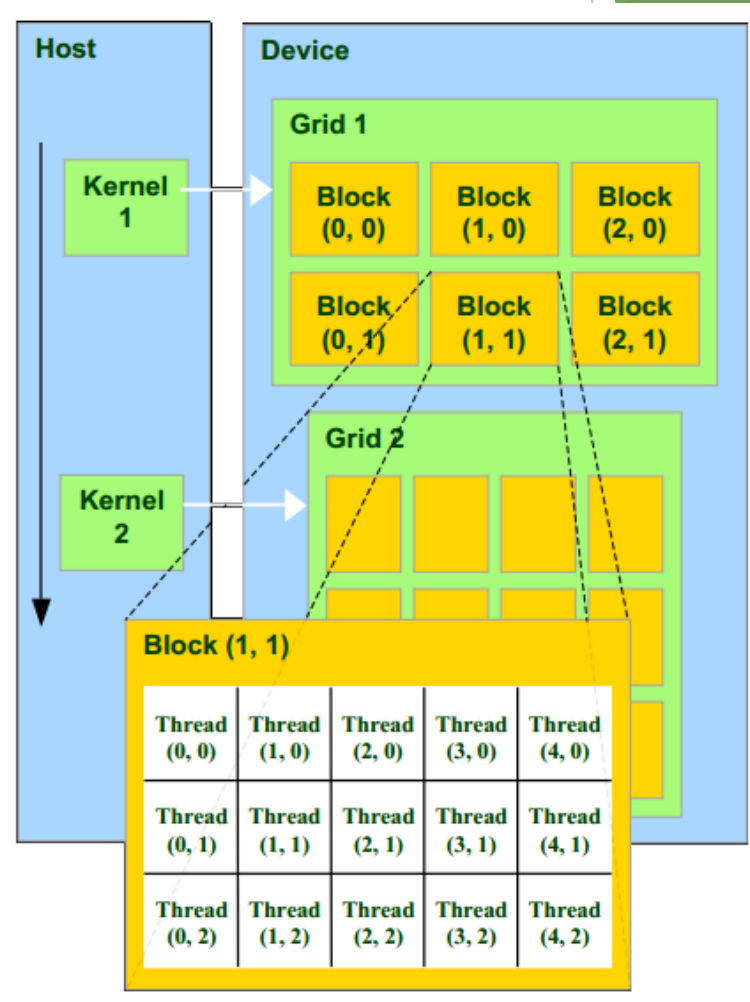 Host
Device
Grid 1
Kernel
1
Block
(0, 0)
Block
(1, 0)
Block
(2, 0)
Block
(0, 1)
Block
(1, 1)
Block
(2, 1)
Grid 2
Kernel
2
Block (1, 1)
Thread
(0, 0)
Thread
(1, 0)
Thread
(2, 0)
Thread
(3, 0)
Thread
(4, 0)
Thread
(0, 1)
Thread
(1, 1)
Thread
(2, 1)
Thread
(3, 1)
Thread
(4, 1)
Thread
(0, 2)
Thread
(1, 2)
Thread
(2, 2)
Thread
(3, 2)
Thread
(4, 2)